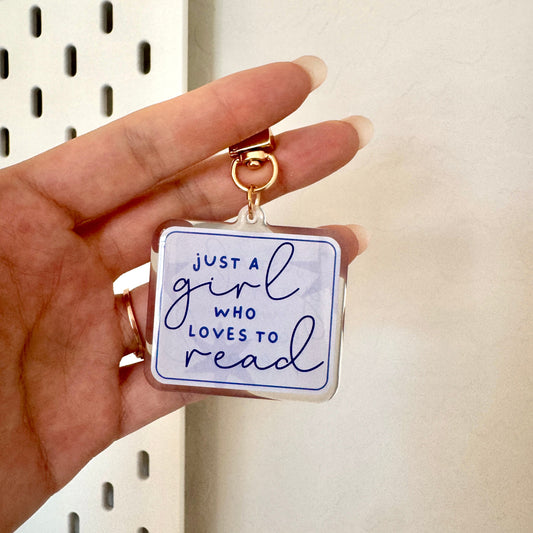 JUST A
girl
WHO
LOVES TO
read